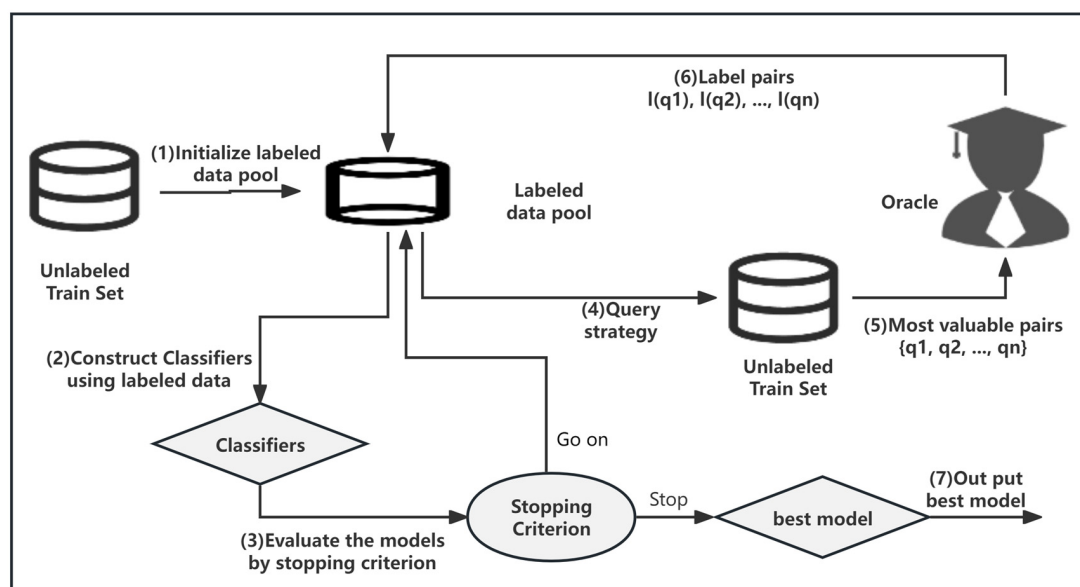 (6)Label pairs
l(q1), l(q2), ..., l(qn)
(1)Initialize labeled
data pool
Labeled
data pool
Oracle
Unlabeled
Train Set
(4)Query
strategy
(5)Most valuable pairs
{q1, q2, ..., qn}
(2)Construct Classifiers
using labeled data
Unlabeled
Train Set
Classifiers
Go on
(7)Out put
best model
Stop
Stopping
Criterion
best model
(3)Evaluate the models
by stopping criterion